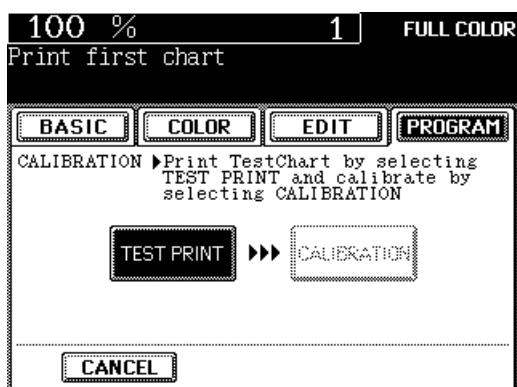 100 % 1 FULL COLOR
Print first chart
BASIC COLOR EDIT PROGRAM
CALIBRATION ▶Print TestChart by selecting
TEST PRINT and calibrate by
selecting CALIBRATION
TEST PRINT ▶▶▶ CALIBRATION
CANCEL